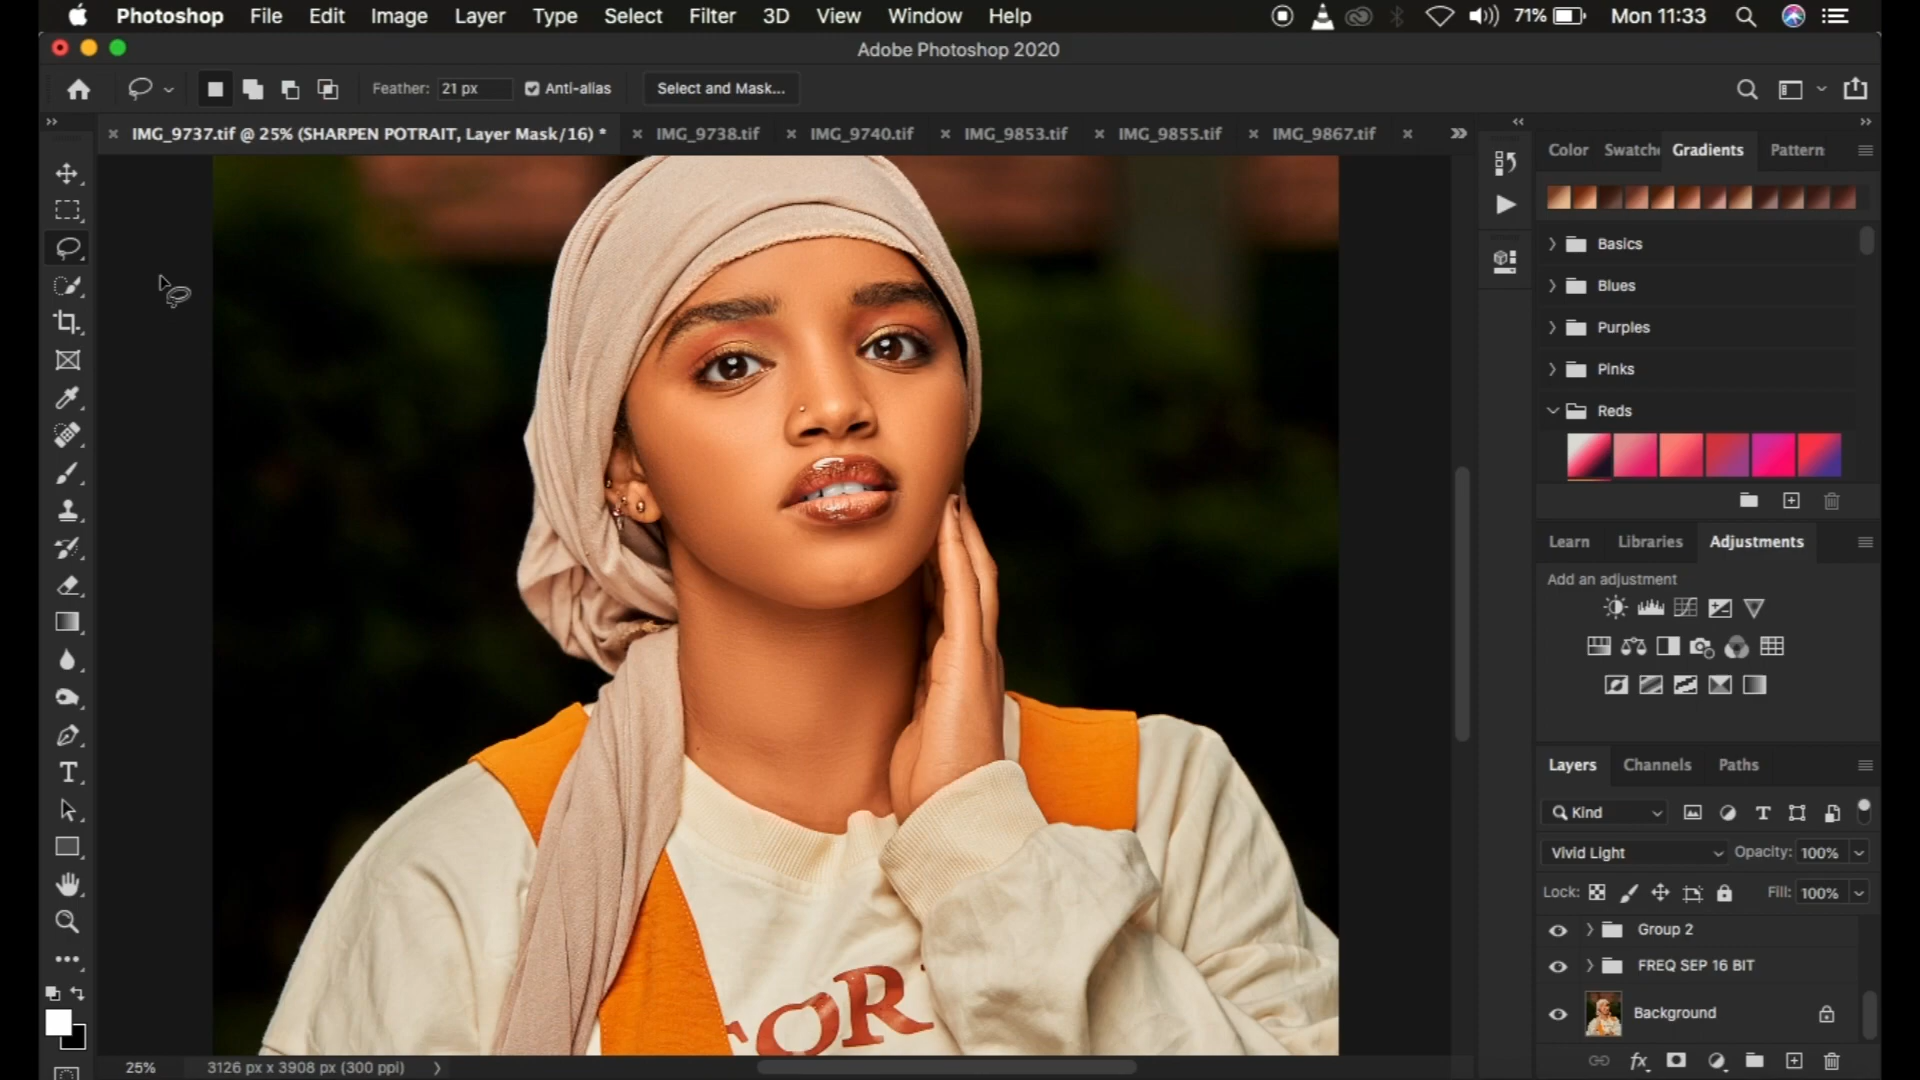 Photoshop File Edit Image Layer Type Select Filter 3D View Window Help 71% Mon 11:33
Adobe Photoshop 2020
Feather: 21 px Anti-alias Select and Mask...
IMG_9737.tif @ 25% (SHARPEN POTRAIT, Layer Mask/16) * IMG_9738.tif IMG_9740.tif IMG_9853.tif IMG_9855.tif IMG_9867.tif
Color Swatche Gradients Pattern
Basics
Blues
Purples
Pinks
Reds
Learn Libraries Adjustments
Add an adjustment
Layers Channels Paths
Kind
Vivid Light Opacity: 100%
Lock: Fill: 100%
Group 2
FREQ SEP 16 BIT
Background
TOR
25% 3126 px x 3908 px (300 ppi)